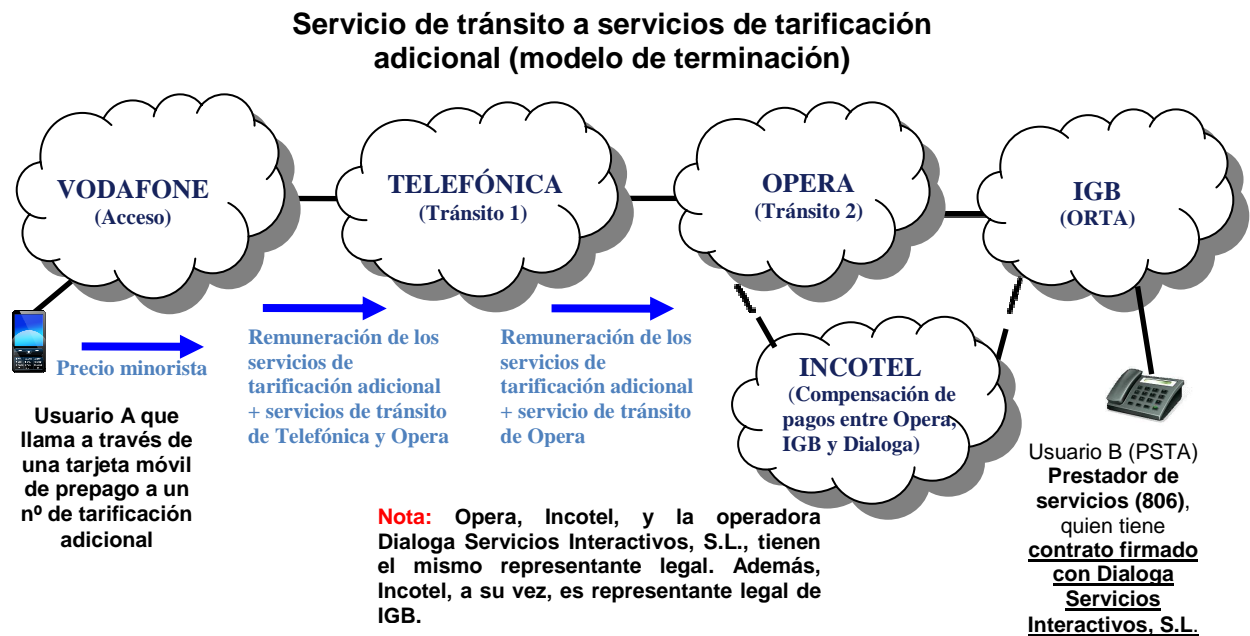 Servicio de tránsito a servicios de tarificación
adicional (modelo de terminación)
VODAFONE
(Acceso)
TELEFÓNICA
(Tránsito 1)
OPERA
(Tránsito 2)
IGB
(ORTA)
Precio minorista
Remuneración de los
servicios de
tarificación adicional
+ servicios de tránsito
de Telefónica y Opera
Remuneración de los
servicios de
tarificación adicional
+ servicio de tránsito
de Opera
INCOTEL
(Compensación de
pagos entre Opera,
IGB y Dialoga)
Usuario A que
llama a través de
una tarjeta móvil
de prepago a un
nº de tarificación
adicional
Nota: Opera, Incotel, y la operadora
Dialoga Servicios Interactivos, S.L., tienen
el mismo representante legal. Además,
Incotel, a su vez, es representante legal de
IGB.
Usuario B (PSTA)
Prestador de
servicios (806),
quien tiene
contrato firmado
con Dialoga
Servicios
Interactivos, S.L.